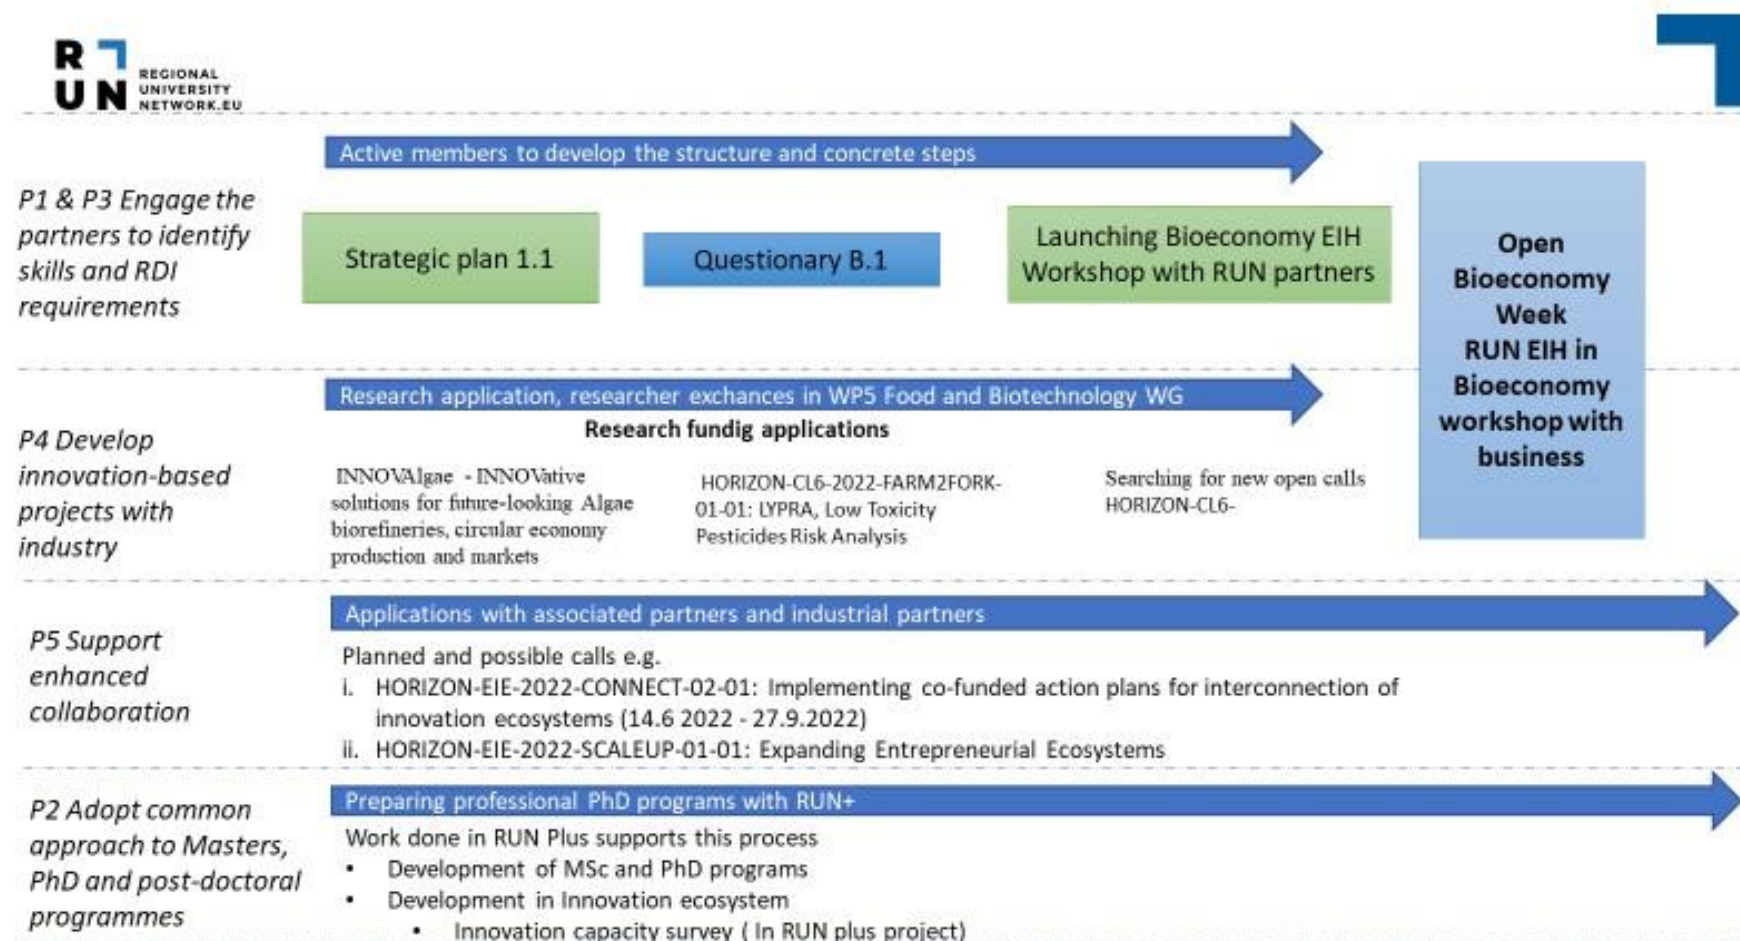 R
UN
REGIONAL
UNIVERSITY
NETWORK.EU
Active members to develop the structure and concrete steps
P1 & P3 Engage the
partners to identify
skills and RDI
requirements
Strategic plan 1.1
Questionary B.1
Launching Bioeconomy EIH
Workshop with RUN partners
Open
Bioeconomy
Week
RUN EIH in
Bioeconomy
workshop with
business
Research application, researcher exchances in WP5 Food and Biotechnology WG
Research fundig applications
P4 Develop
innovation-based
projects with
industry
INNOVAlgae - INNOVative
solutions for future-looking Algae
biorefineries, circular economy
production and markets
HORIZON-CL6-2022-FARM2FORK-
01-01: LYPRA, Low Toxicity
Pesticides Risk Analysis
Searching for new open calls
HORIZON-CL6-
Applications with associated partners and industrial partners
P5 Support
enhanced
collaboration
Planned and possible calls e.g.
i. HORIZON-EIE-2022-CONNECT-02-01: Implementing co-funded action plans for interconnection of
innovation ecosystems (14.6 2022 - 27.9.2022)
ii. HORIZON-EIE-2022-SCALEUP-01-01: Expanding Entrepreneurial Ecosystems
Preparing professional PhD programs with RUN+
P2 Adopt common
approach to Masters,
PhD and post-doctoral
programmes
Work done in RUN Plus supports this process
• Development of MSc and PhD programs
• Development in Innovation ecosystem
• Innovation capacity survey ( In RUN plus project)